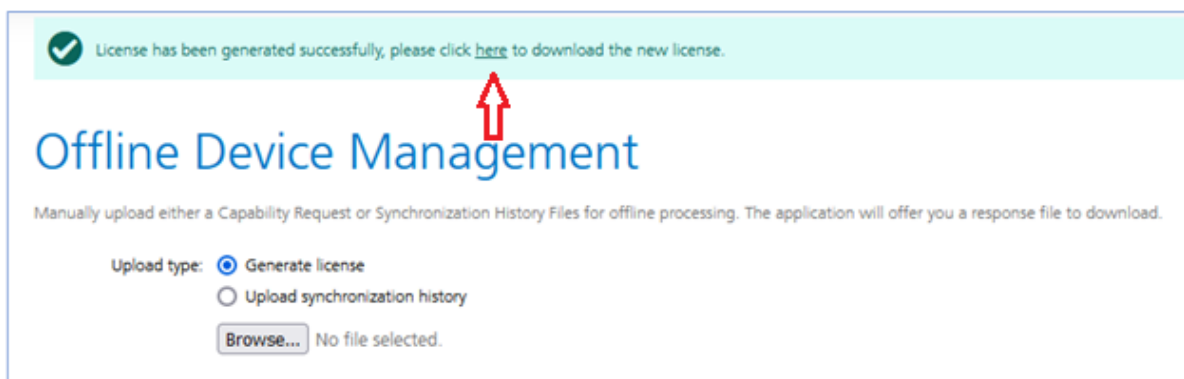 License has been generated successfully, please click here to download the new license.
Offline Device Management
Manually upload either a Capability Request or Synchronization History Files for offline processing. The application will offer you a response file to download.
Upload type: Generate license
Upload synchronization history
Browse... No file selected.